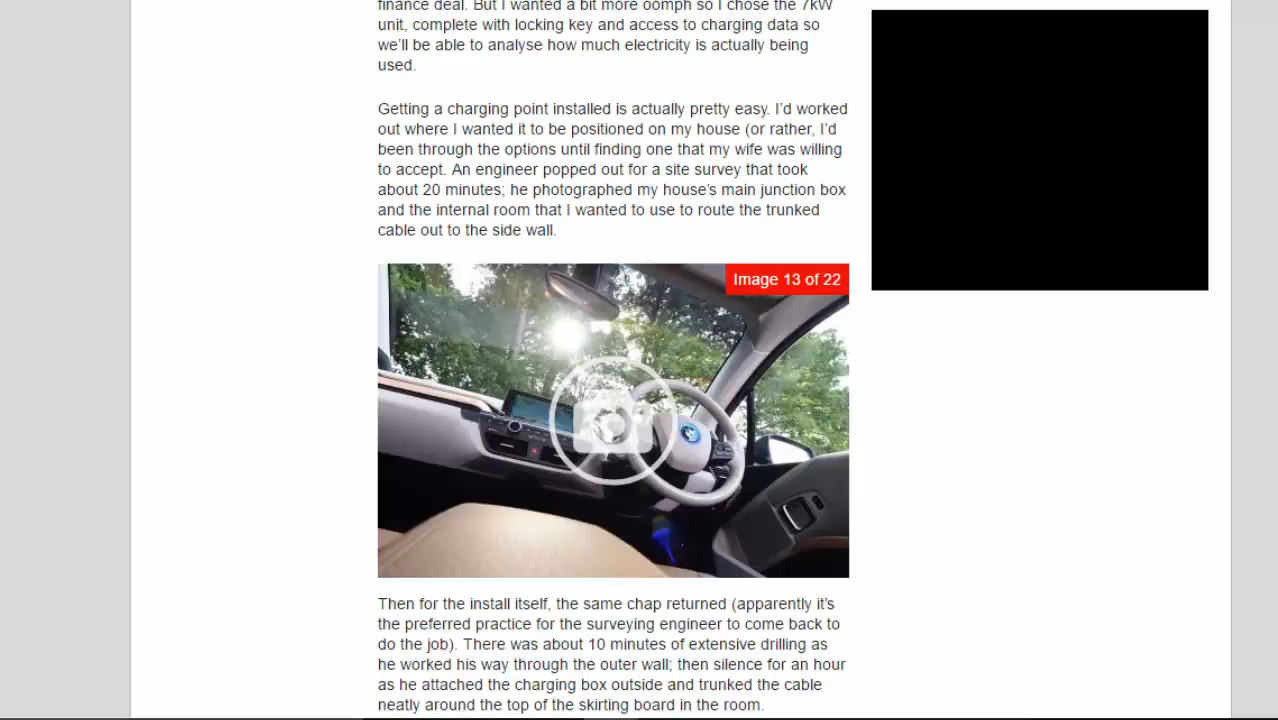 finance deal. But I wanted a bit more oomph so I chose the 7kW
unit, complete with locking key and access to charging data so
we'll be able to analyse how much electricity is actually being
used.
Getting a charging point installed is actually pretty easy. I'd worked
out where I wanted it to be positioned on my house (or rather, I'd
been through the options until finding one that my wife was willing
to accept. An engineer popped out for a site survey that took
about 20 minutes; he photographed my house's main junction box
and the internal room that I wanted to use to route the trunked
cable out to the side wall.
Image 13 of 22
Then for the install itself, the same chap returned (apparently it's
the preferred practice for the surveying engineer to come back to
do the job). There was about 10 minutes of extensive drilling as
he worked his way through the outer wall; then silence for an hour
as he attached the charging box outside and trunked the cable
neatly around the top of the skirting board in the room.